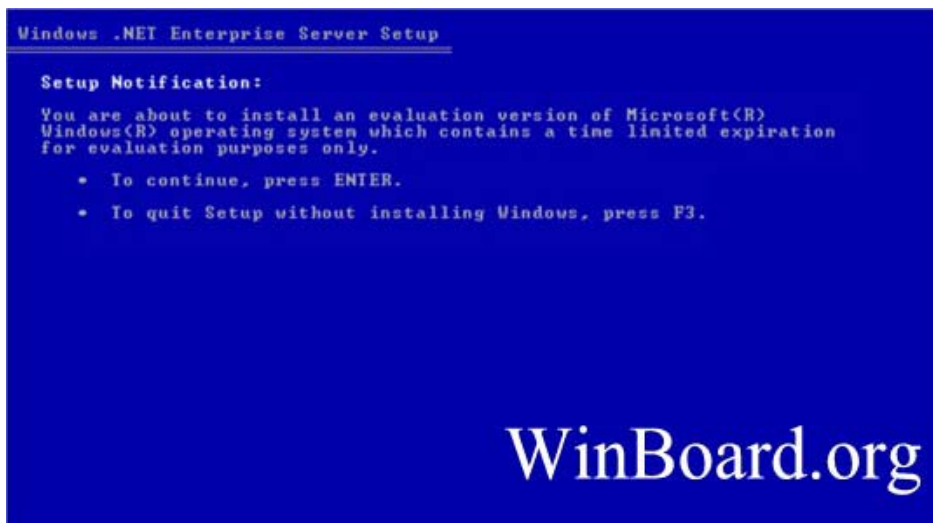 Windows .NET Enterprise Server Setup
Setup Notification:
You are about to install an evaluation version of Microsoft(R)
Windows(R) operating system which contains a time limited expiration
for evaluation purposes only.
• To continue, press ENTER.
• To quit Setup without installing Windows, press F3.
WinBoard.org